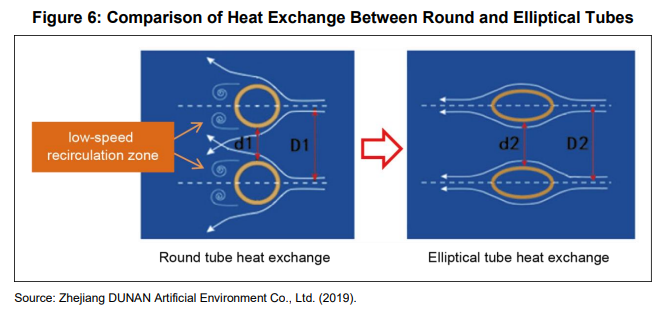 Figure 6: Comparison of Heat Exchange Between Round and Elliptical Tubes
low-speed
recirculation zone
d1
D1
d2
D2
Round tube heat exchange
Elliptical tube heat exchange
Source: Zhejiang DUNAN Artificial Environment Co., Ltd. (2019).